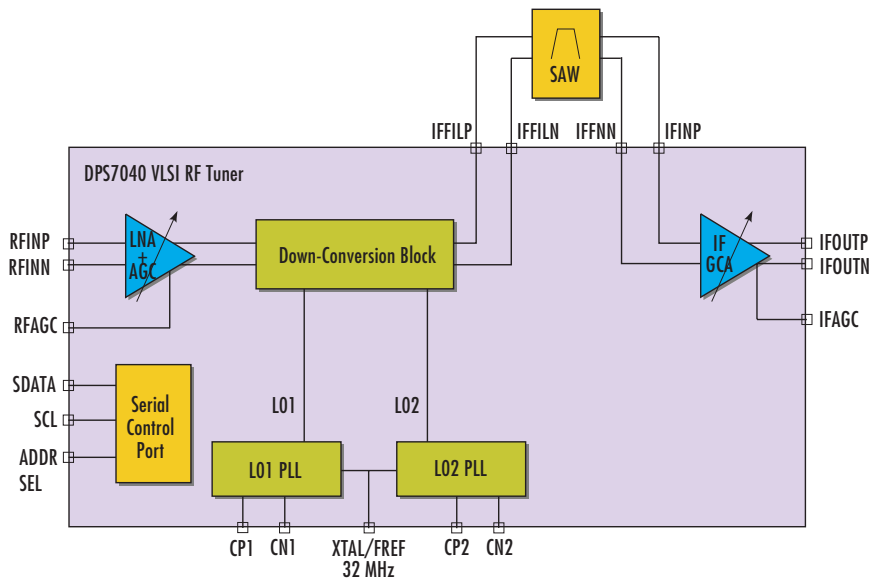 SAW
IFFILP
IFFILN
IFFNN
IFINP
DPS7040 VLSI RF Tuner
RFINP
RFINN
LNA
+
AGC
Down-Conversion Block
IF
GCA
IFOUTP
IFOUTN
RFAGC
IFAGC
SDATA
SCL
ADDR
SEL
Serial
Control
Port
LO1
LO2
LO1 PLL
LO2 PLL
CP1
CN1
XTAL/FREF
32 MHz
CP2
CN2